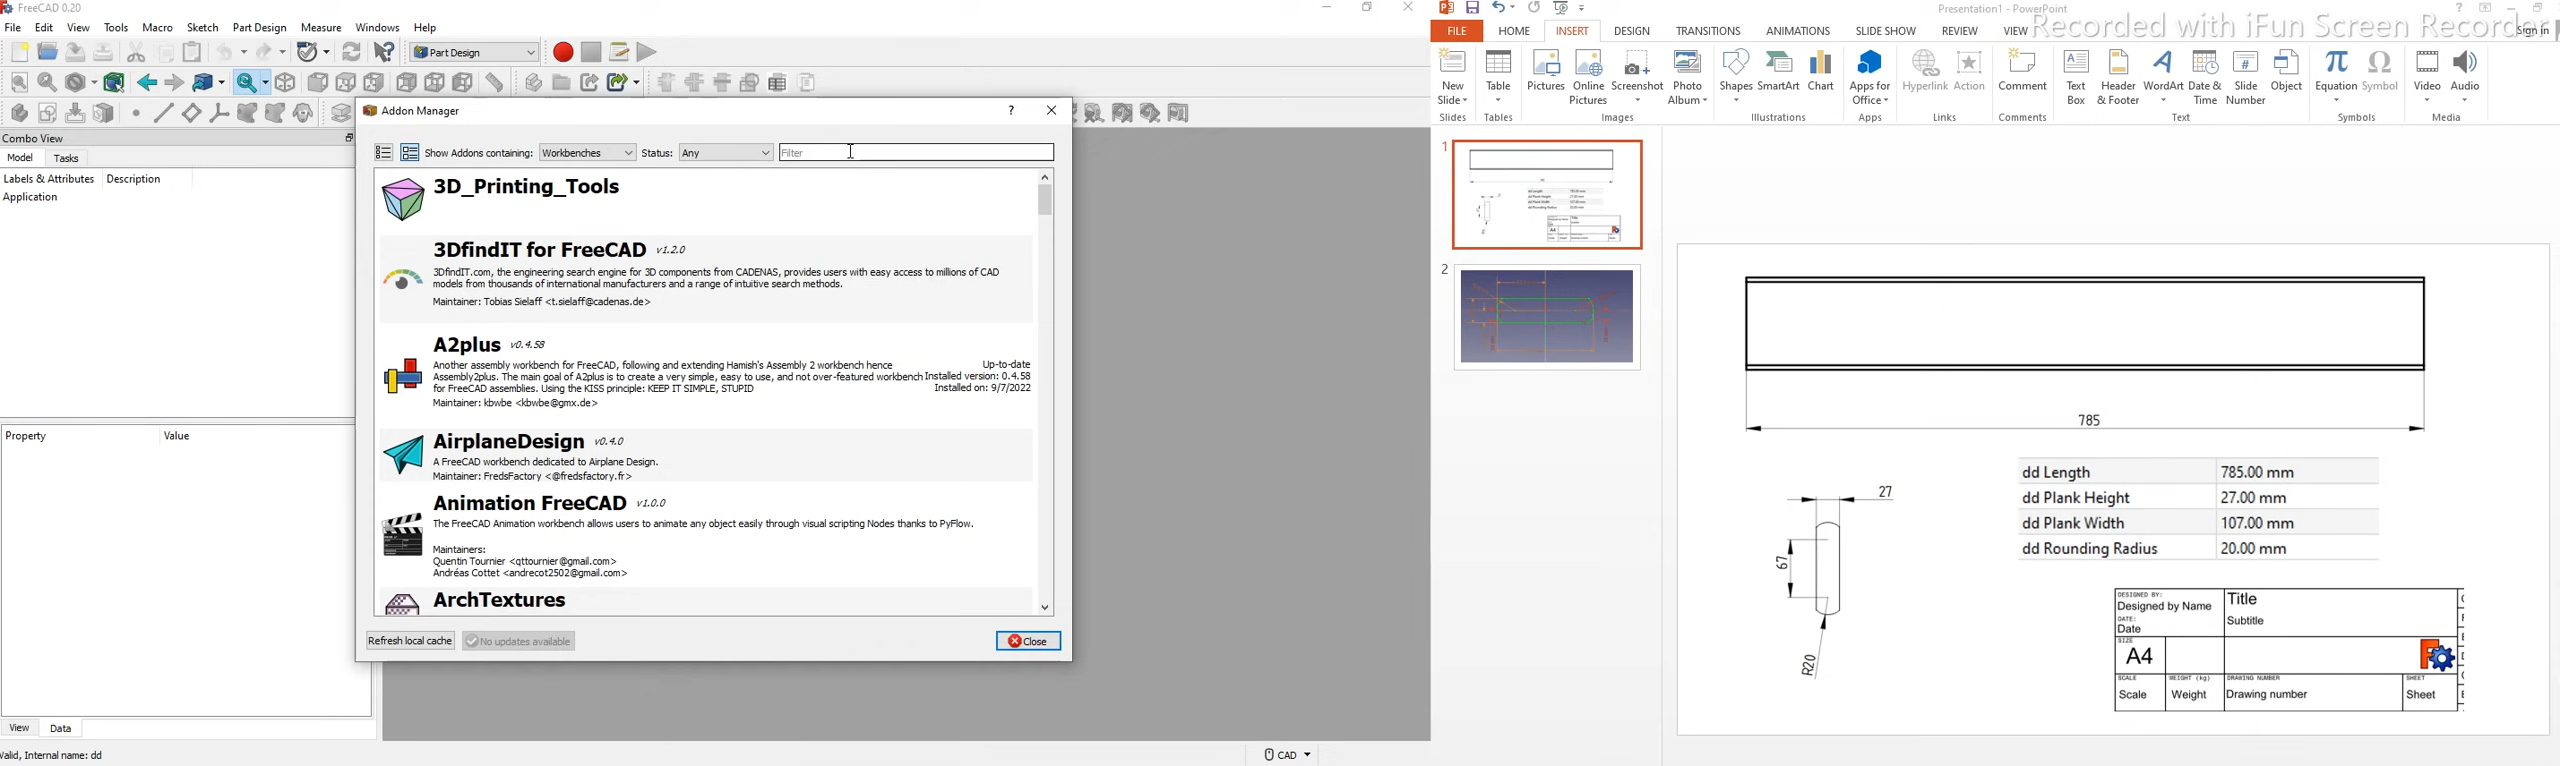 FreeCAD 0.20
File Edit View Tools Macro Sketch Part Design Measure Windows Help
Part Design
Combo View
Model Tasks
Labels & Attributes Description
Application
Property Value
View Data
Valid, Internal name: dd
CAD
Addon Manager
?
Show Addons containing: Workbenches Status: Any Filter
3D_Printing_Tools
3DfindIT for FreeCAD v1.2.0
3DfindIT.com, the engineering search engine for 3D components from CADENAS, provides users with easy access to millions of CAD
models from thousands of international manufacturers and a range of intuitive search methods.
Maintainer: Tobias Sielaff <t.sielaff@cadenas.de>
A2plus v0.4.58
Another assembly workbench for FreeCAD, following and extending Hamish's Assembly 2 workbench hence
Up-to-date
Assembly2plus. The main goal of A2plus is to create a very simple, easy to use, and not over-featured workbench
Installed version: 0.4.58
for FreeCAD assemblies. Using the KISS principle: KEEP IT SIMPLE, STUPID
Installed on: 9/7/2022
Maintainer: kbwbe <kbwbe@gmx.de>
AirplaneDesign v0.4.0
A FreeCAD workbench dedicated to Airplane Design.
Maintainer: FredsFactory <@fredsfactory.fr>
Animation FreeCAD v1.0.0
The FreeCAD Animation workbench allows users to animate any object easily through visual scripting Nodes thanks to PyFlow.
Maintainers:
Quentin Tournier <qttournier@gmail.com>
Andréas Cottet <andrecot2502@gmail.com>
ArchTextures
Refresh local cache No updates available Close
Presentation1 - PowerPoint ?
Recorded with iFun Screen Recorder
FILE HOME INSERT DESIGN TRANSITIONS ANIMATIONS SLIDE SHOW REVIEW VIEW Sign in
New Slide Table Pictures Online Pictures Screenshot Photo Album Shapes SmartArt Chart Apps for Office Hyperlink Action Comment Text Box Header & Footer WordArt Date & Time Slide Number Object Equation Symbol Video Audio
Slides Tables Images Illustrations Apps Links Comments Text Symbols Media
1
2
785
dd Length 785.00 mm
dd Plank Height 27.00 mm
dd Plank Width 107.00 mm
dd Rounding Radius 20.00 mm
27
67
R20
DESIGNED BY:
Designed by Name
DATE:
Date
Title
Subtitle
SIZE
A4
SCALE WEIGHT (kg) DRAWING NUMBER SHEET
Scale Weight Drawing number Sheet